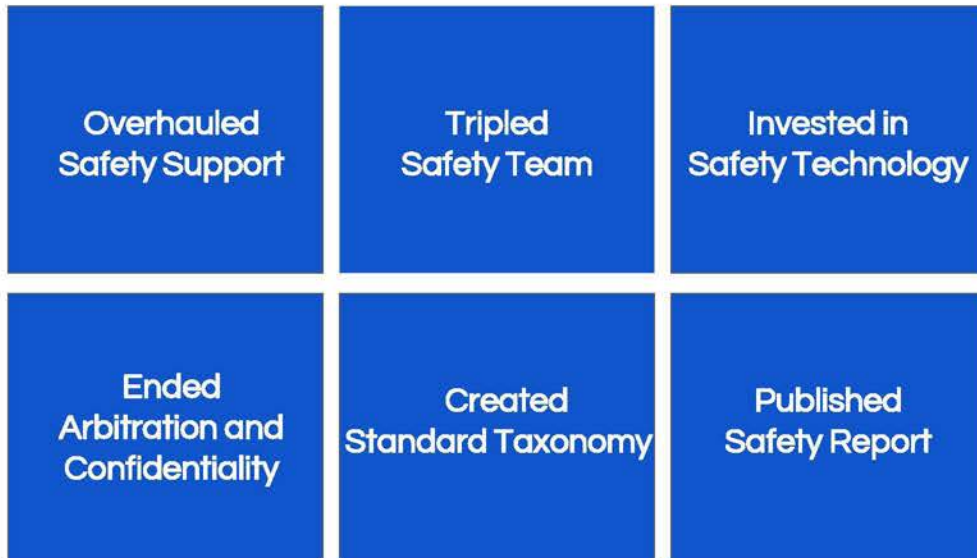 Overhauled
Safety Support
Tripled
Safety Team
Invested in
Safety Technology
Ended
Arbitration and
Confidentiality
Created
Standard Taxonomy
Published
Safety Report